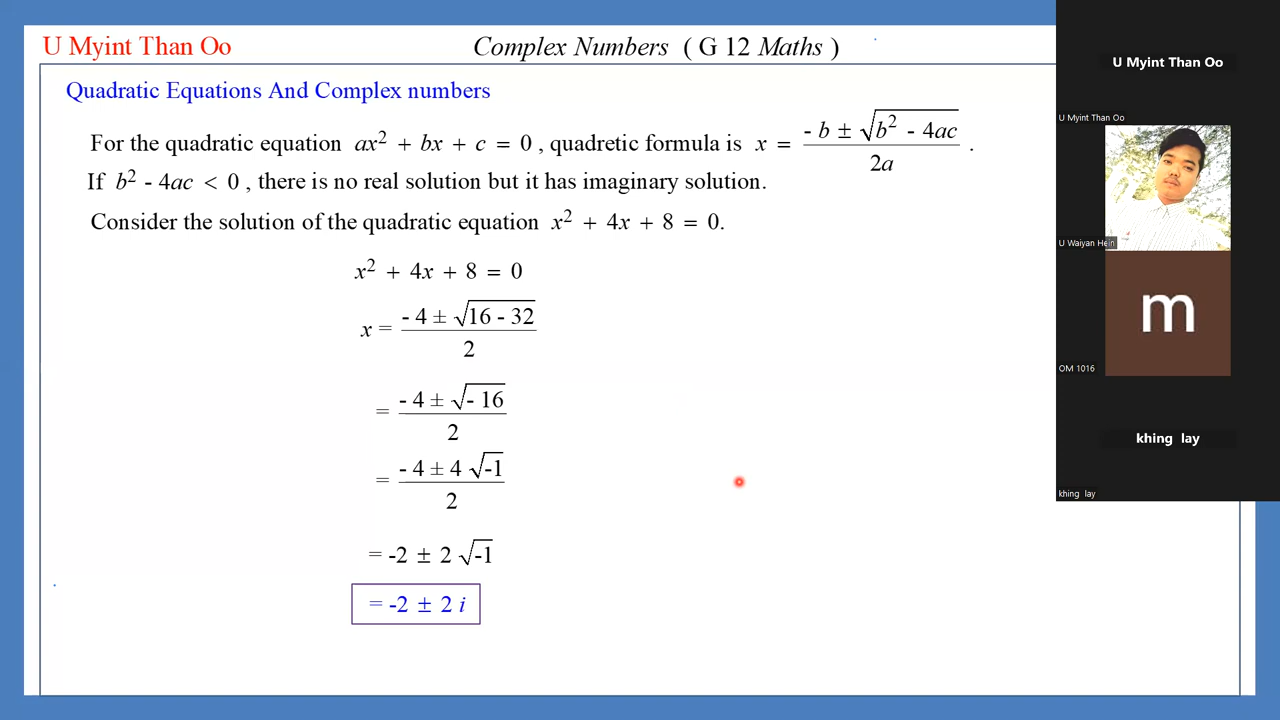 U Myint Than Oo
Complex Numbers ( G 12 Maths )
Quadratic Equations And Complex numbers
For the quadratic equation ax² + bx + c = 0 , quadretic formula is x = (- b ± √(b² - 4ac)) / 2a .
If b² - 4ac < 0 , there is no real solution but it has imaginary solution.
Consider the solution of the quadratic equation x² + 4x + 8 = 0.
x² + 4x + 8 = 0
x = (- 4 ± √(16 - 32)) / 2
= (- 4 ± √(- 16)) / 2
= (- 4 ± 4 √(-1)) / 2
= -2 ± 2 √(-1)
= -2 ± 2 i
U Myint Than Oo
U Myint Than Oo
U Waiyan Hein
m
OM 1016
khing lay
khing lay